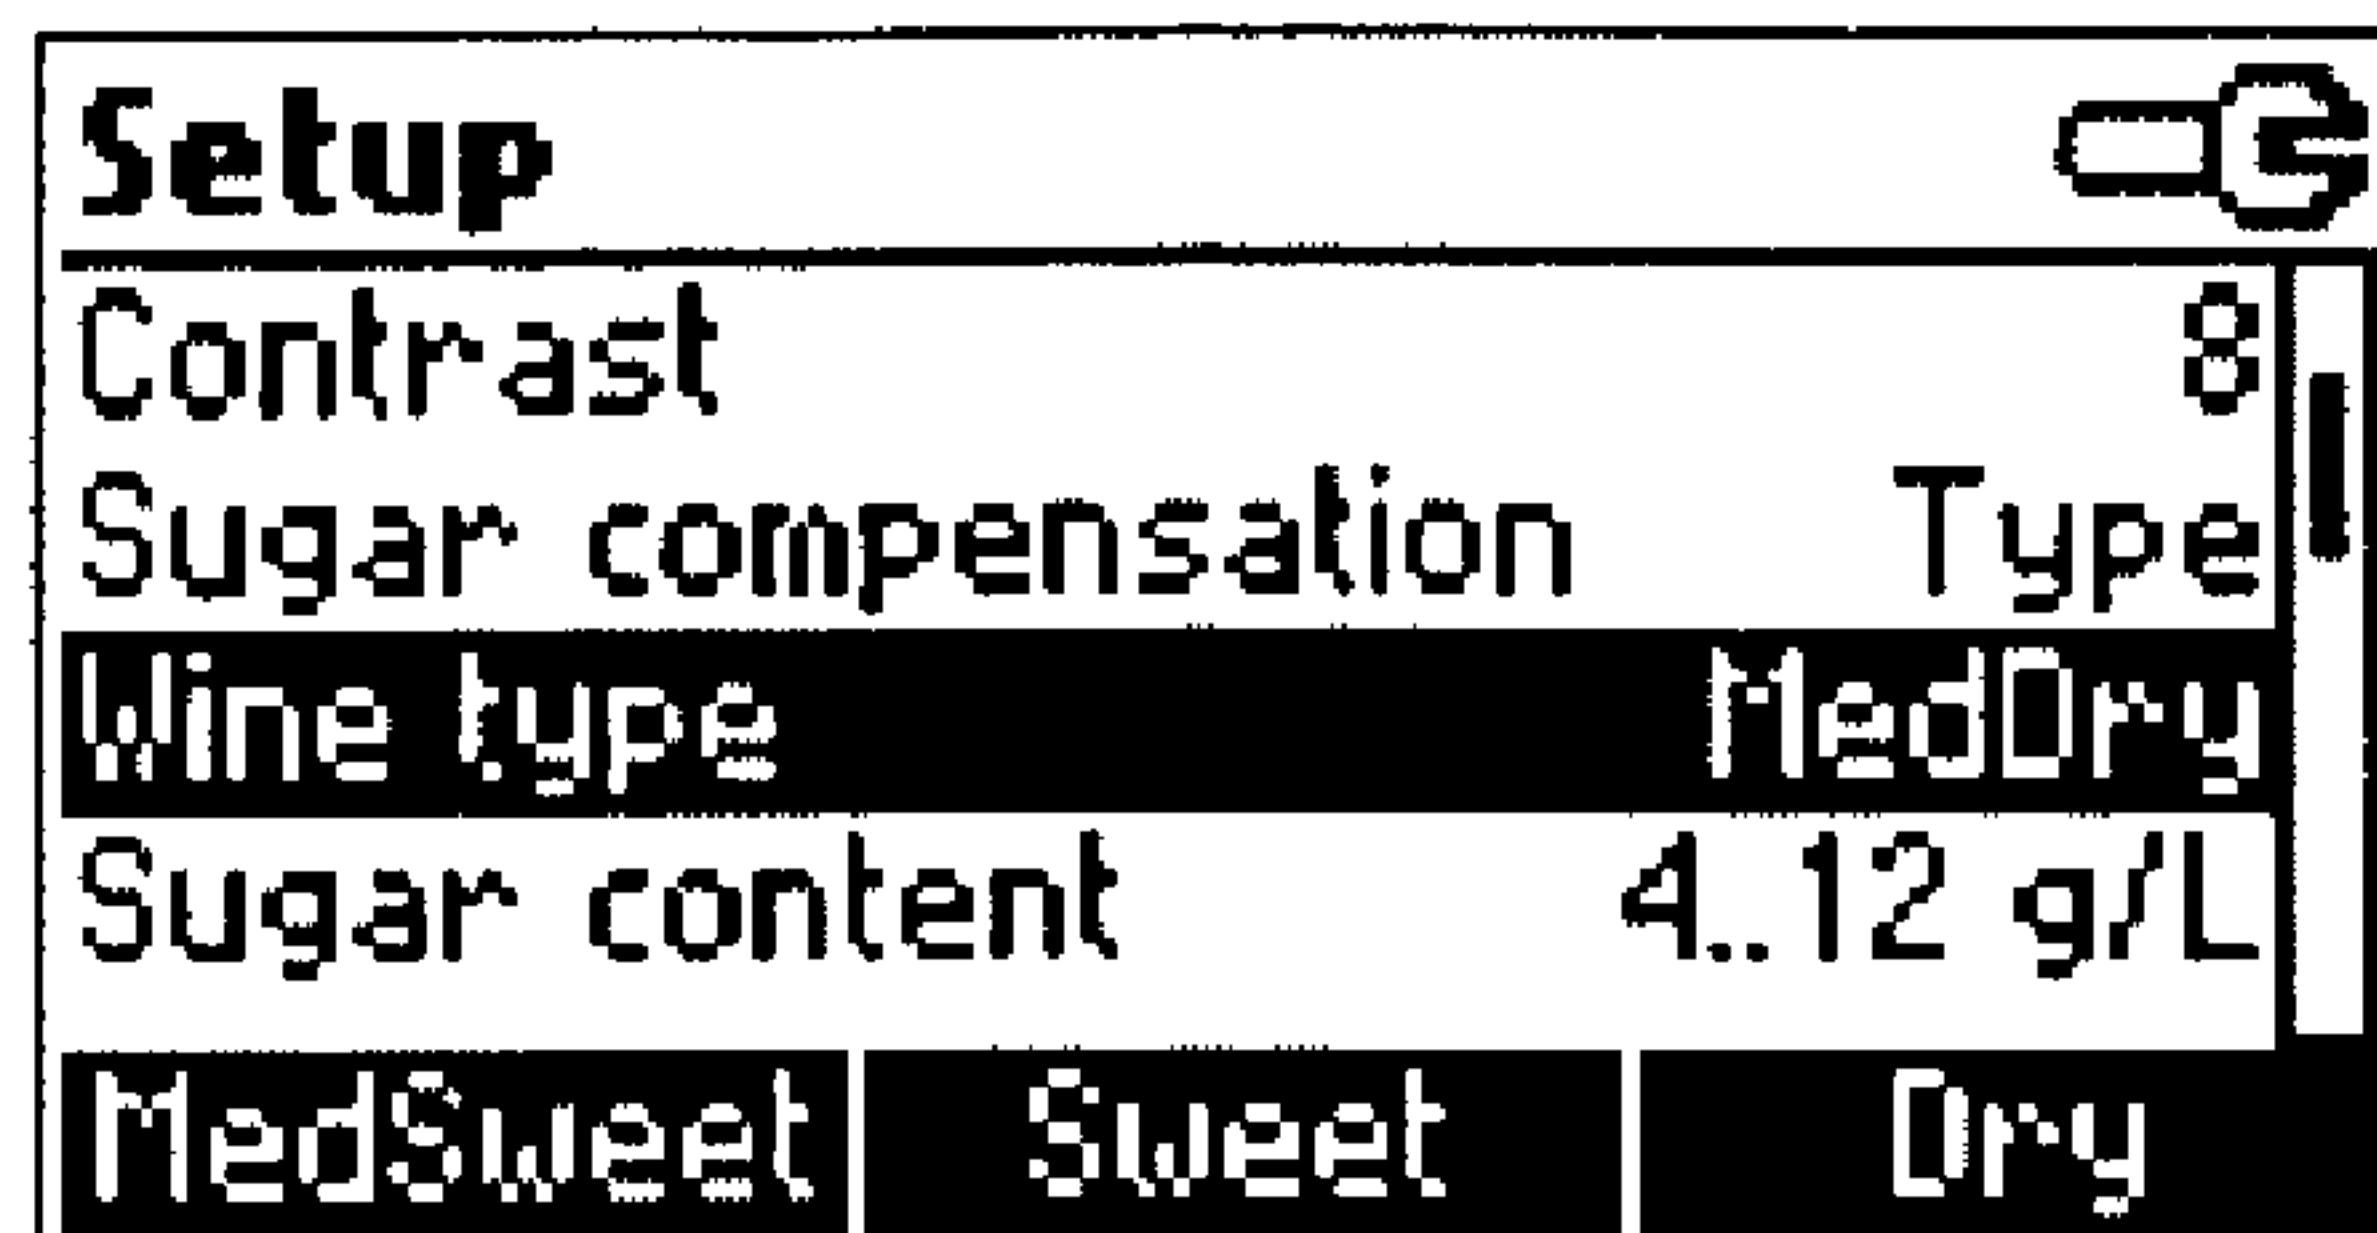 Setup
Contrast 8
Sugar compensation Type
Wine type MedDry
Sugar content 4..12 g/L
MedSweet Sweet Dry